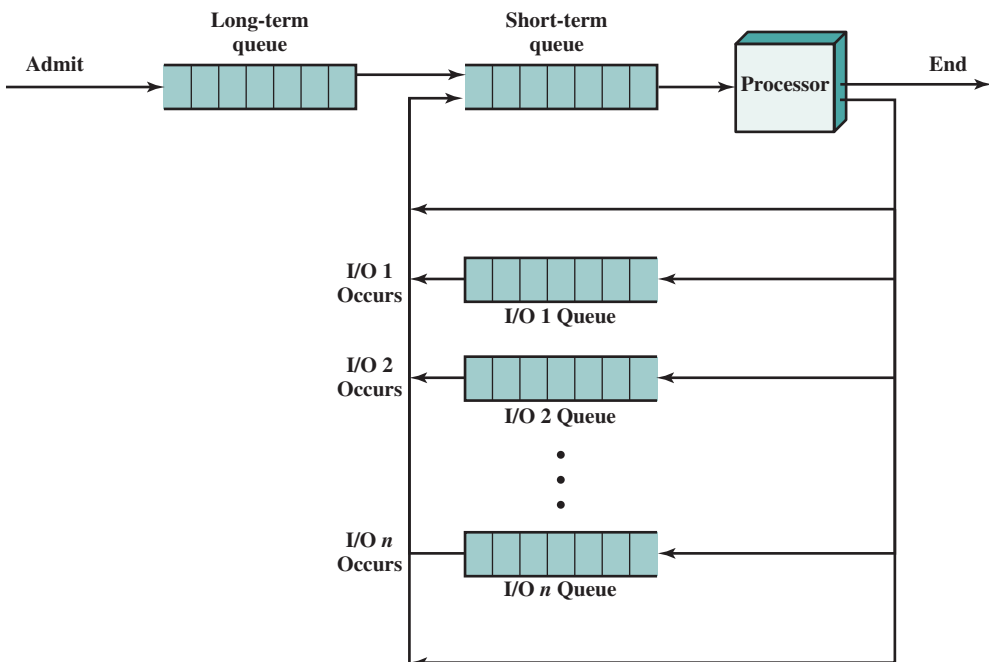 Long-term
queue
Short-term
queue
Admit
Processor
End
I/O 1
Occurs
I/O 1 Queue
I/O 2
Occurs
I/O 2 Queue
I/O n
Occurs
I/O n Queue